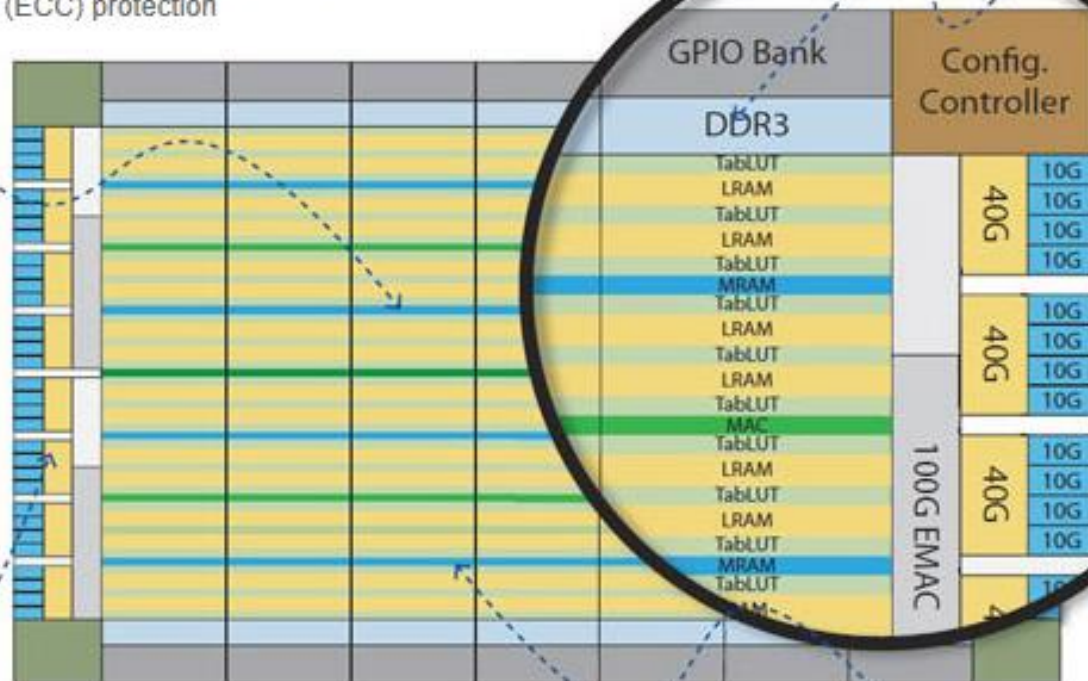 (ECC) protection
GPIO Bank
Config.
Controller
DDR3
TabLUT
LRAM
TabLUT
LRAM
TabLUT
MRAM
TabLUT
LRAM
TabLUT
LRAM
TabLUT
MAC
TabLUT
LRAM
TabLUT
LRAM
TabLUT
MRAM
TabLUT
100G EMAC
40G
10G
10G
10G
10G
40G
10G
10G
10G
10G
40G
10G
10G
10G
10G